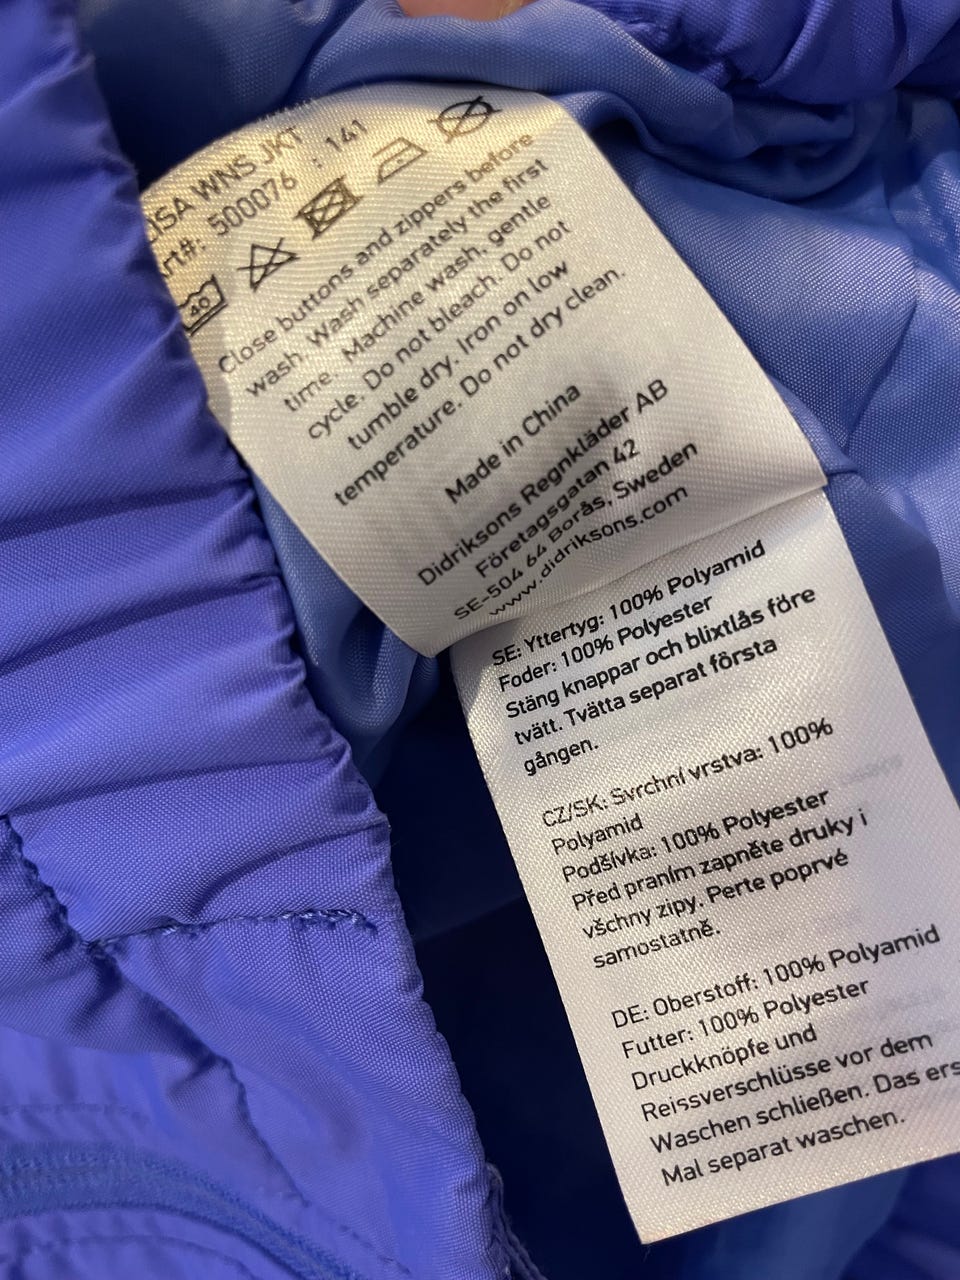 WNS JKT
500076 : 141
40
Close buttons and zippers before
wash. Wash separately the first
time. Machine wash. gentle
cycle. Do not bleach. Do not
tumble dry. Iron on low
temperature. Do not dry clean.
Made in China
Didriksons Regnkläder AB
Företagsgatan 42
SE-504 64 Borås, Sweden
www.didriksons.com
SE: Yttertyg: 100% Polyamid
Foder: 100% Polyester
Stäng knappar och blixtlås före
tvätt. Tvätta separat första
gången.
CZ/SK: Svrchní vrstva: 100%
Polyamid
Podšívka: 100% Polyester
Před praním zapněte druky i
všchny zipy. Perte poprvé
samostatně.
DE: Oberstoff: 100% Polyamid
Futter: 100% Polyester
Druckknöpfe und
Reissverschlüsse vor dem
Waschen schließen. Das ers
Mal separat waschen.